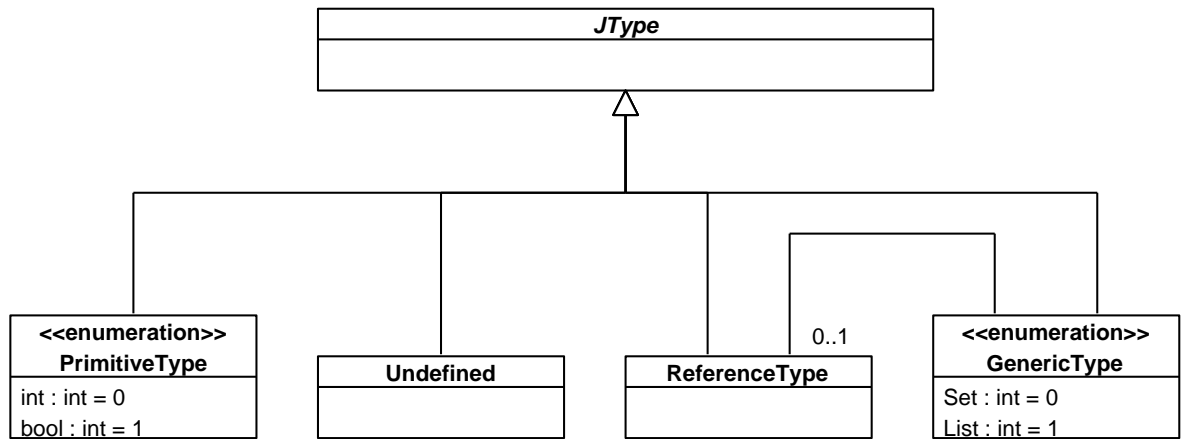 JType
<<enumeration>>
PrimitiveType
int : int = 0
bool : int = 1
Undefined
ReferenceType
0..1
<<enumeration>>
GenericType
Set : int = 0
List : int = 1